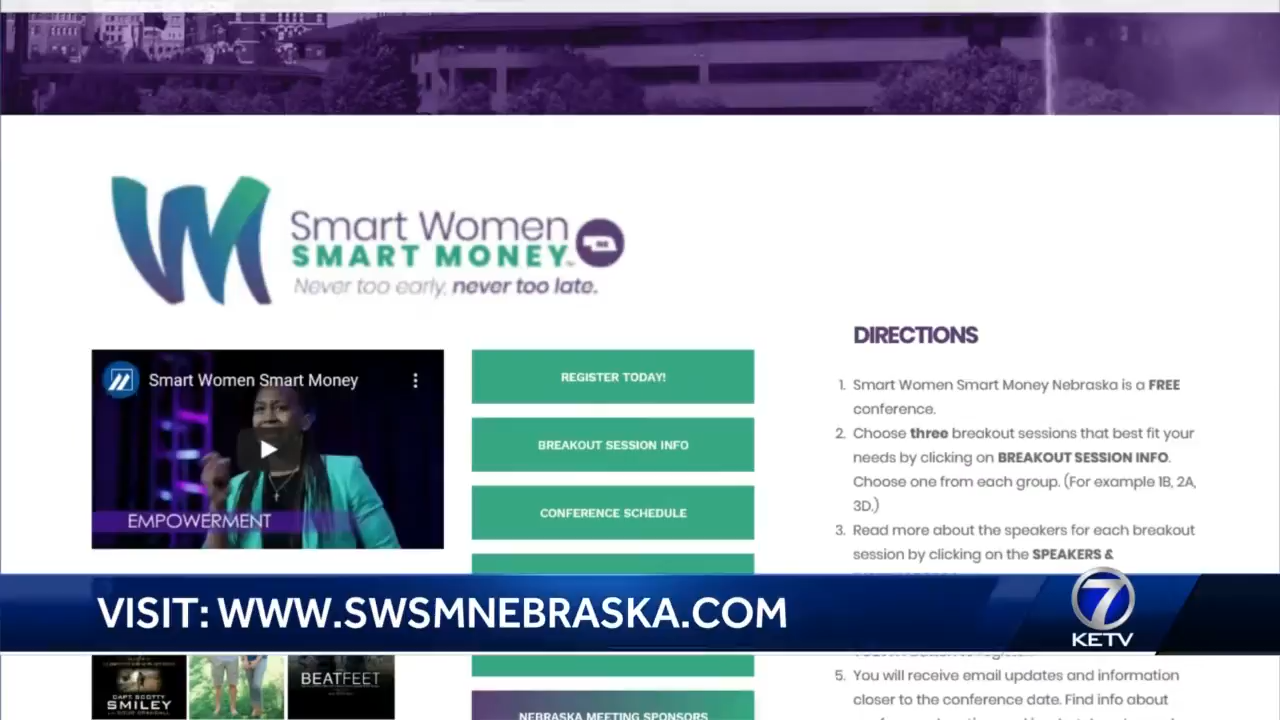 Smart Women
SMART MONEY
Never too early, never too late.
DIRECTIONS
Smart Women Smart Money
EMPOWERMENT
REGISTER TODAY!
BREAKOUT SESSION INFO
CONFERENCE SCHEDULE
1. Smart Women Smart Money Nebraska is a FREE
conference.
2. Choose three breakout sessions that best fit your
needs by clicking on BREAKOUT SESSION INFO.
Choose one from each group. (For example 1B, 2A,
3D.)
3. Read more about the speakers for each breakout
session by clicking on the SPEAKERS &
VISIT: WWW.SWSMNEBRASKA.COM
7
KETV
CAPT. SCOTTY
SMILEY
BEATFEET
5. You will receive email updates and information
closer to the conference date. Find info about
NEBRASKA MEETING SPONSORS